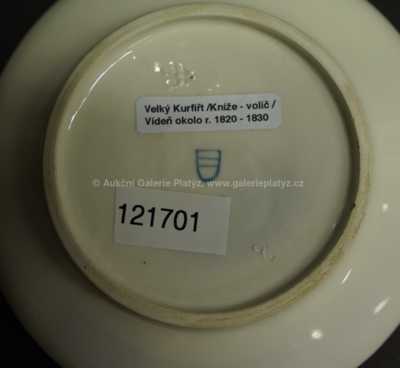 Velký Kurfiřt /Kníže - volič /
Vídeň okolo r. 1820 - 1830
© Aukční Galerie Platýz, www.galerieplatyz.cz
121701